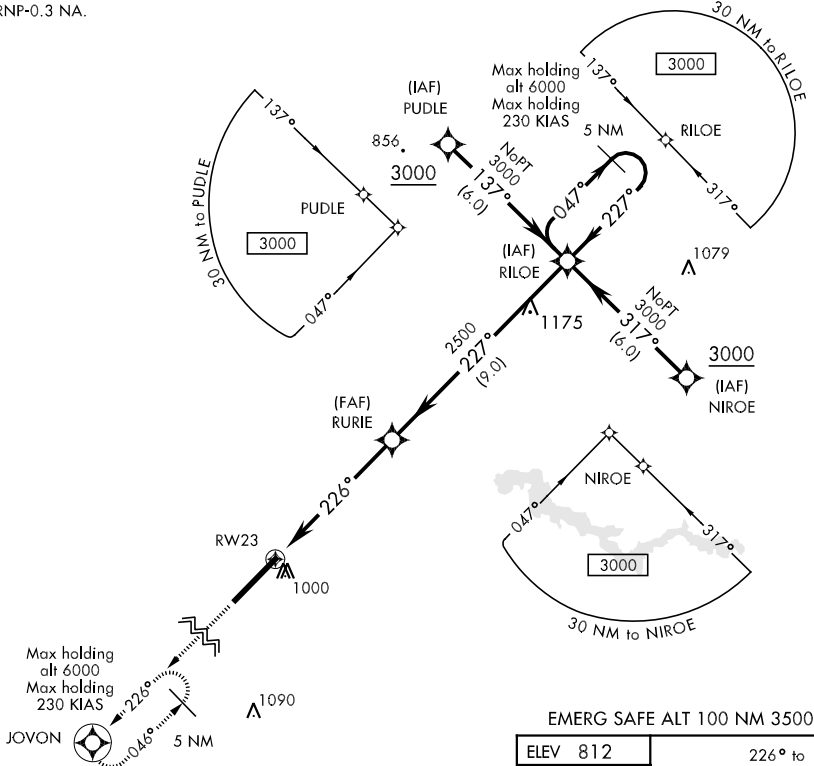 RNP-0.3 NA.
30 NM to RILOE
3000
137°
RILOE
317°
Max holding
alt 6000
Max holding
230 KIAS
5 NM
(IAF)
PUDLE
856
3000
NoPT
3000
137°
(6.0)
047°
227°
137°
PUDLE
3000
30 NM to PUDLE
047°
(IAF)
RILOE
1079
1175
NoPT
3000
317°
(6.0)
3000
(IAF)
NIROE
2500
227°
(9.0)
(FAF)
RURIE
226°
NIROE
047°
317°
3000
30 NM to NIROE
RW23
1000
Max holding
alt 6000
Max holding
230 KIAS
226°
046°
5 NM
1090
JOVON
EMERG SAFE ALT 100 NM 3500
ELEV 812
226° to